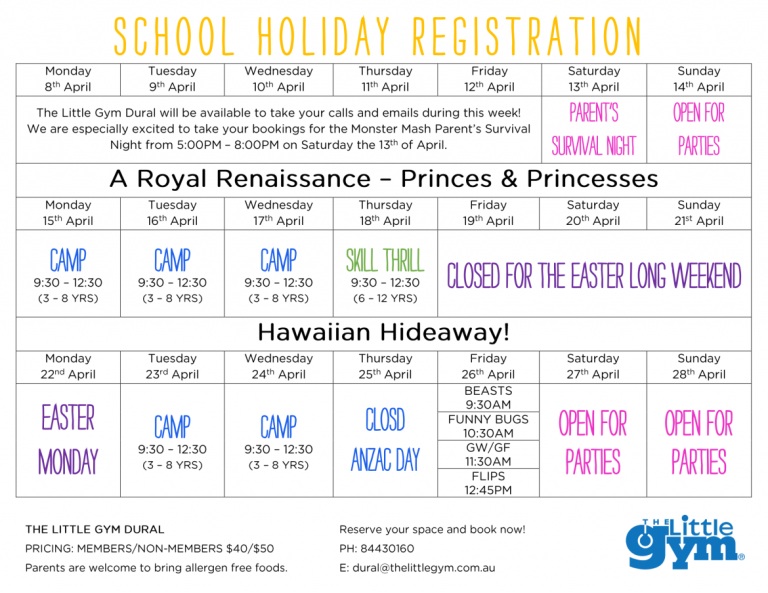 SCHOOL HOLIDAY REGISTRATION
Monday Tuesday Wednesday Thursday Friday Saturday Sunday
8th April 9th April 10th April 11th April 12th April 13th April 14th April
The Little Gym Dural will be available to take your calls and emails during this week!
We are especially excited to take your bookings for the Monster Mash Parent's Survival
Night from 5:00PM – 8:00PM on Saturday the 13th of April.
PARENT'S
SURVIVAL NIGHT
OPEN FOR
PARTIES
A Royal Renaissance – Princes & Princesses
Monday Tuesday Wednesday Thursday Friday Saturday Sunday
15th April 16th April 17th April 18th April 19th April 20th April 21st April
CAMP CAMP CAMP SKILL THRILL CLOSED FOR THE EASTER LONG WEEKEND
9:30 – 12:30 9:30 – 12:30 9:30 – 12:30 9:30 – 12:30
(3 – 8 YRS) (3 – 8 YRS) (3 – 8 YRS) (6 – 12 YRS)
Hawaiian Hideaway!
Monday Tuesday Wednesday Thursday Friday Saturday Sunday
22nd April 23rd April 24th April 25th April 26th April 27th April 28th April
EASTER
MONDAY
CAMP
9:30 – 12:30
(3 – 8 YRS)
CAMP
9:30 – 12:30
(3 – 8 YRS)
CLOSD
ANZAC DAY
BEASTS
9:30AM
FUNNY BUGS
10:30AM
GW/GF
11:30AM
FLIPS
12:45PM
OPEN FOR
PARTIES
OPEN FOR
PARTIES
THE LITTLE GYM DURAL
PRICING: MEMBERS/NON-MEMBERS $40/$50
Parents are welcome to bring allergen free foods.
Reserve your space and book now!
PH: 84430160
E: dural@thelittlegym.com.au
THE Little
gym®